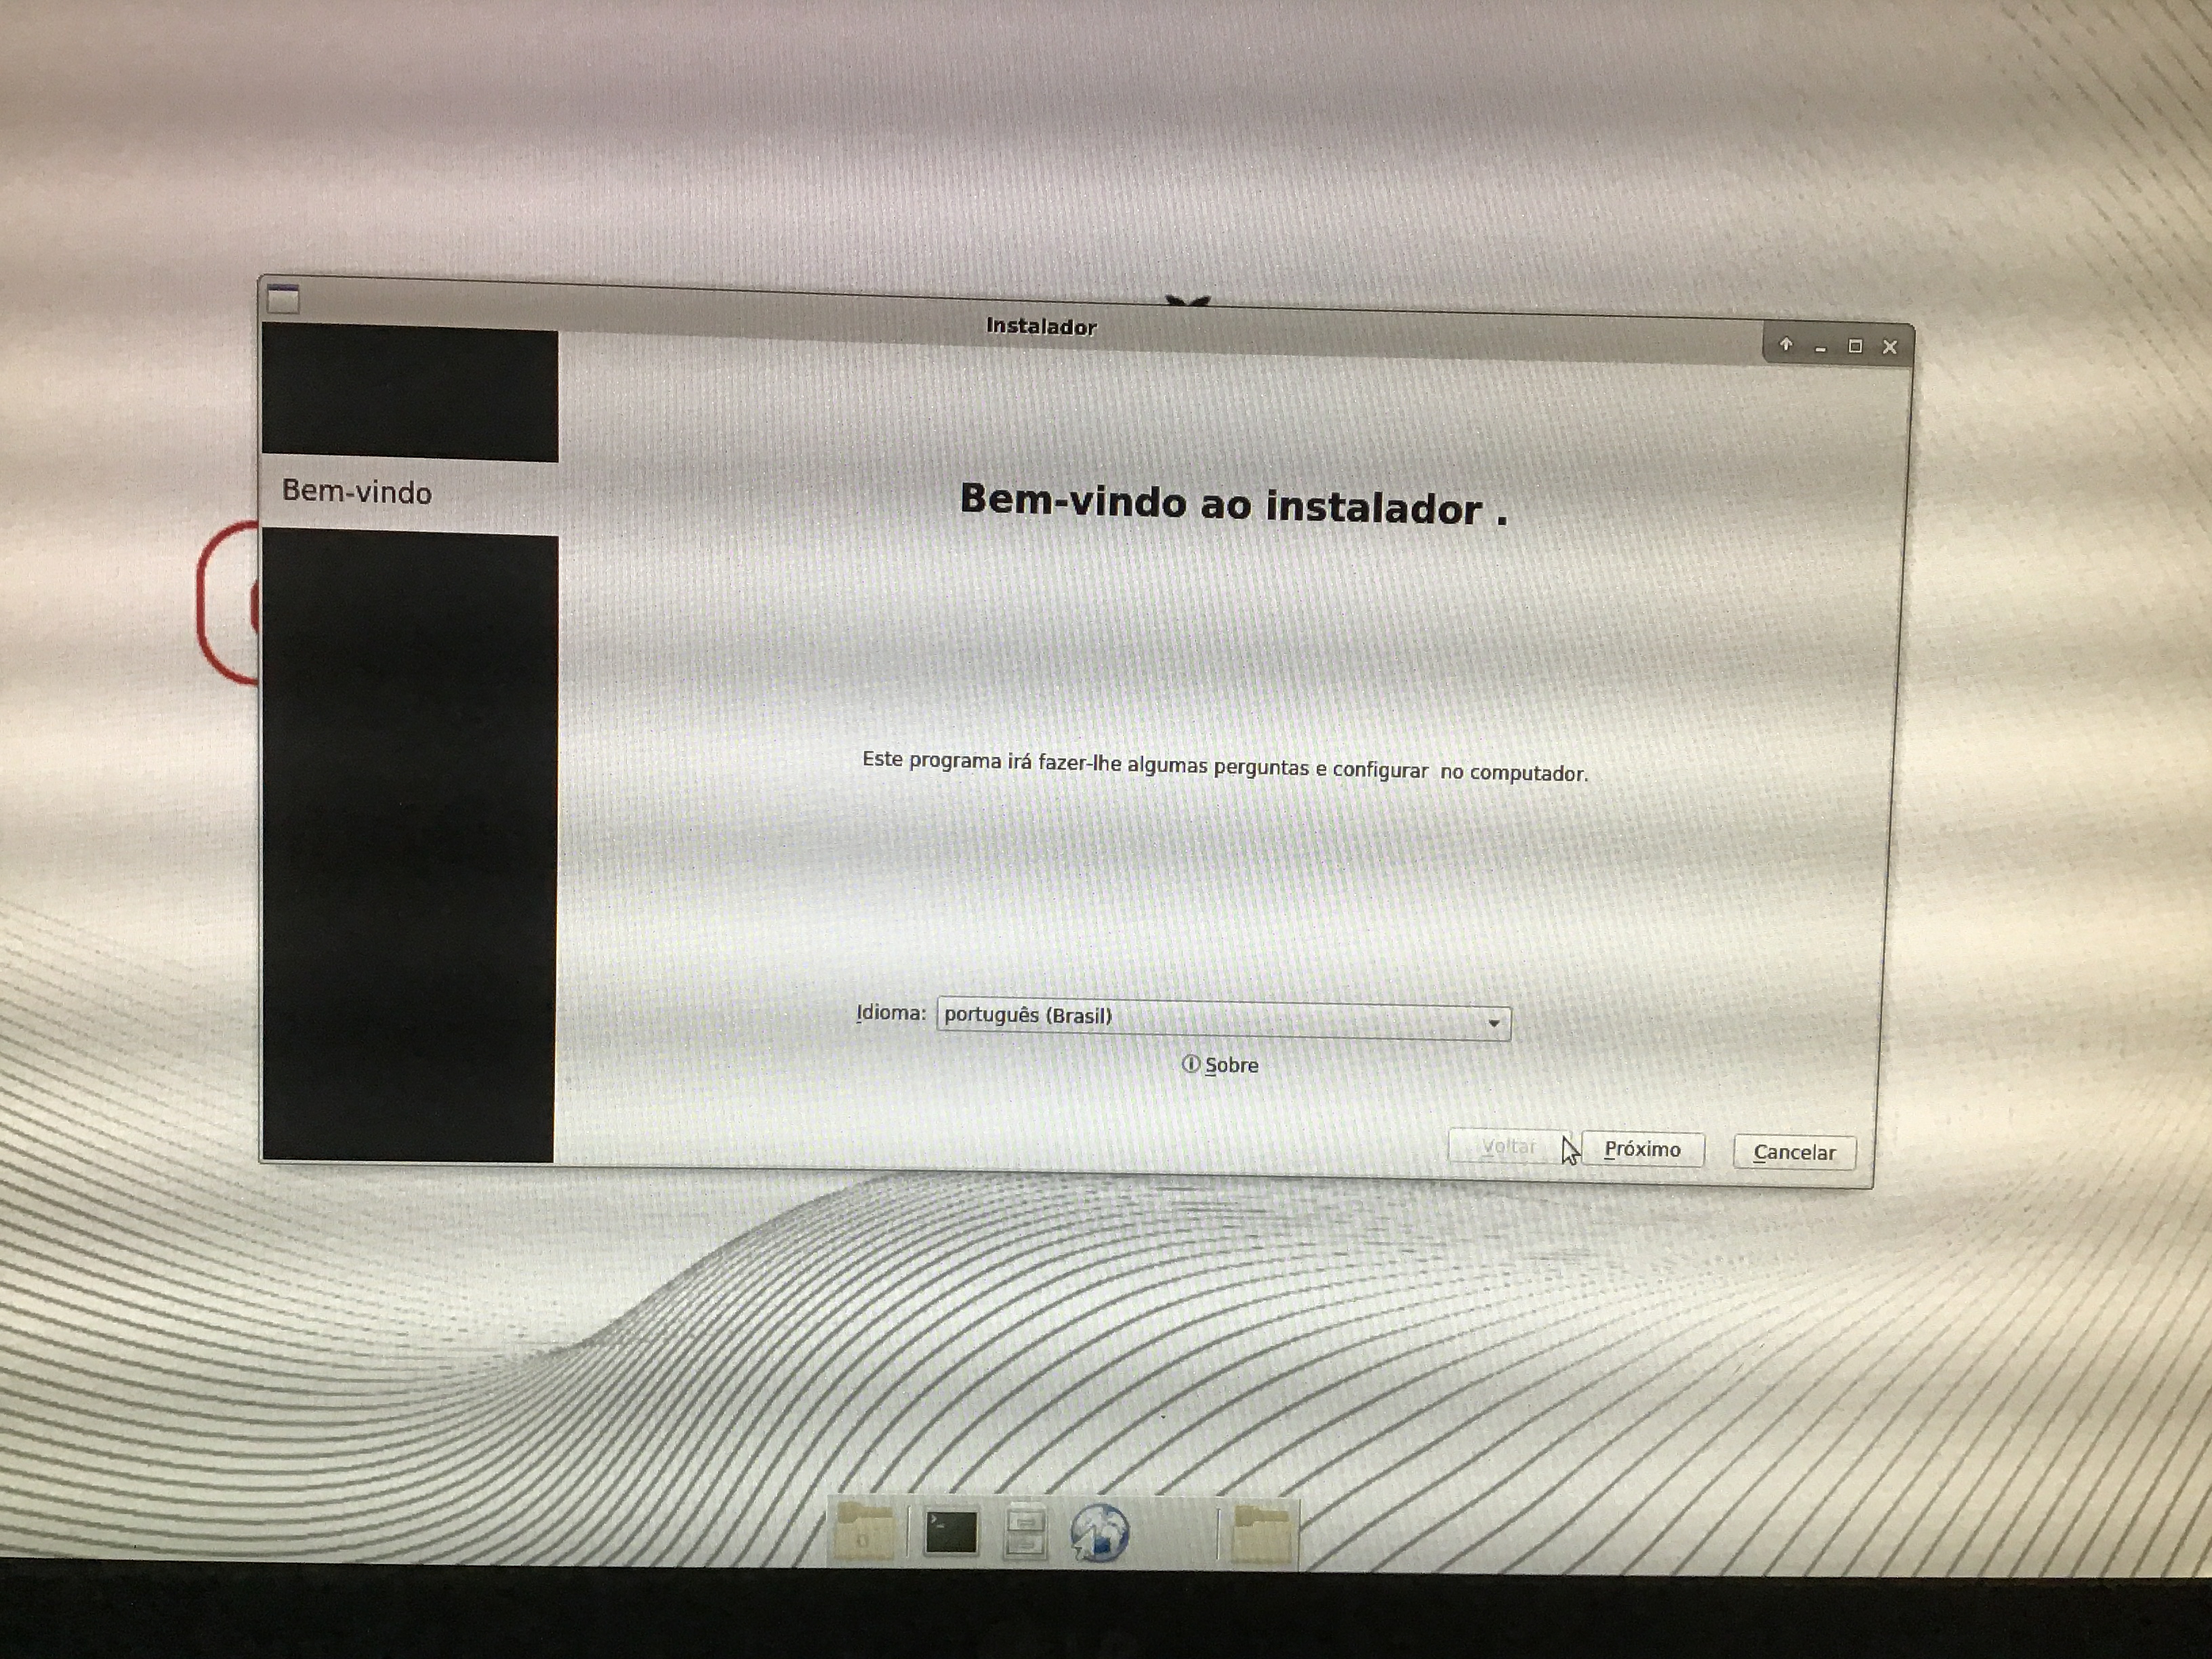 Instalador
Bem-vindo
Bem-vindo ao instalador .
Este programa irá fazer-lhe algumas perguntas e configurar  no computador.
Idioma: português (Brasil)
Sobre
Voltar Próximo Cancelar